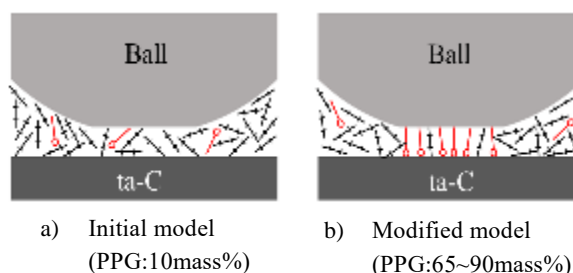 Ball
Ball
ta-C
ta-C
a) Initial model
(PPG:10mass%)
b) Modified model
(PPG:65~90mass%)